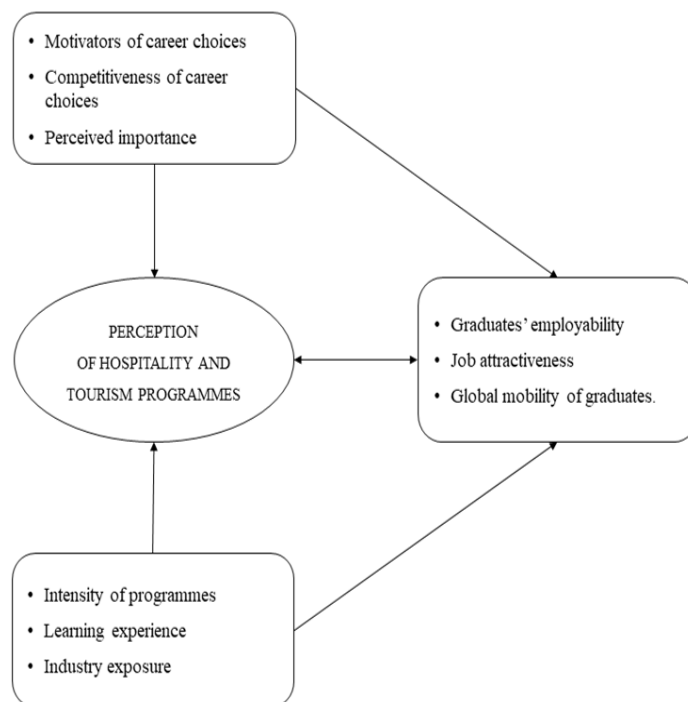 • Motivators of career choices
• Competitiveness of career
choices
• Perceived importance
PERCEPTION
OF HOSPITALITY AND
TOURISM PROGRAMMES
• Graduates’ employability
• Job attractiveness
• Global mobility of graduates.
• Intensity of programmes
• Learning experience
• Industry exposure